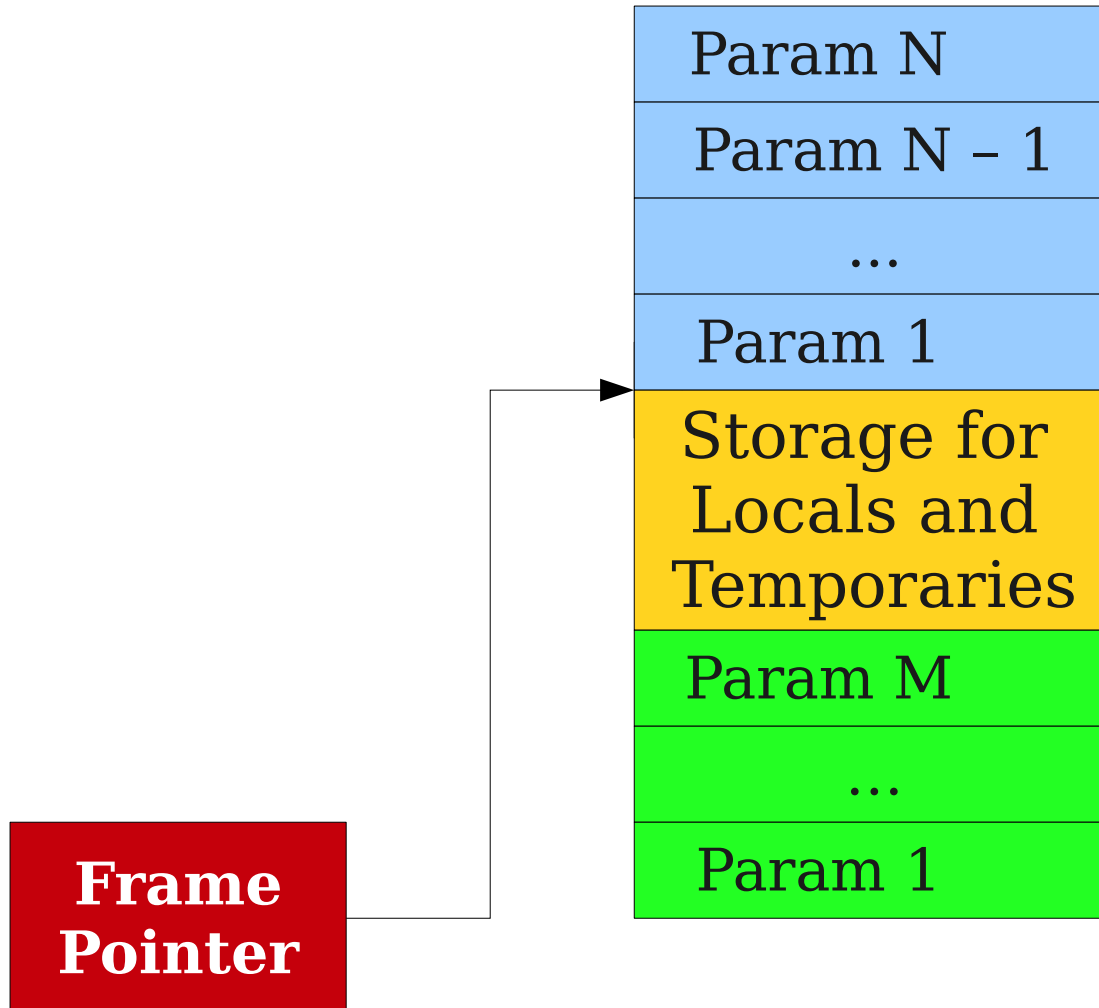 Param N
Param N – 1
...
Param 1
Storage for
Locals and
Temporaries
Param M
...
Param 1
Frame
Pointer